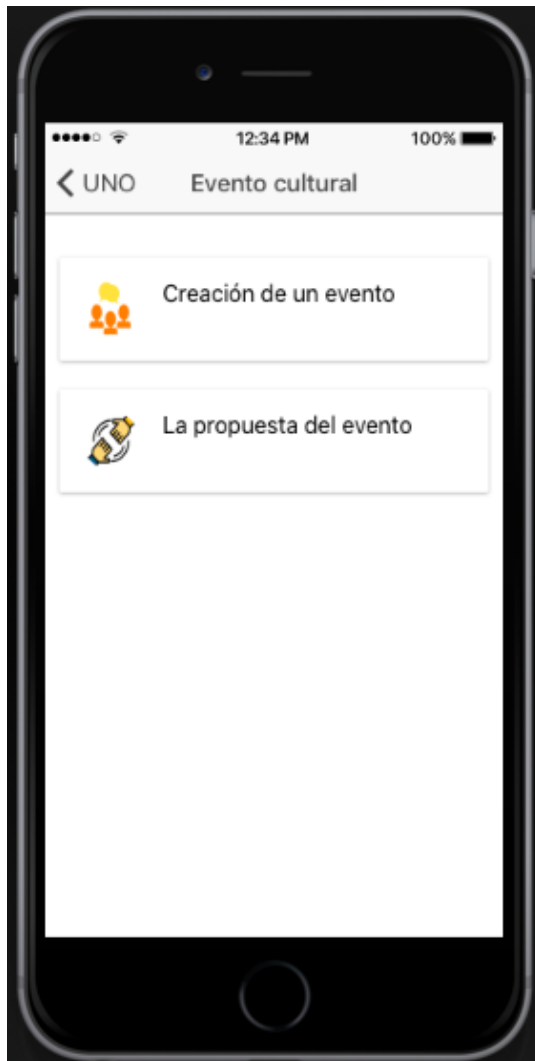 12:34 PM 100%
UNO Evento cultural
Creación de un evento
La propuesta del evento